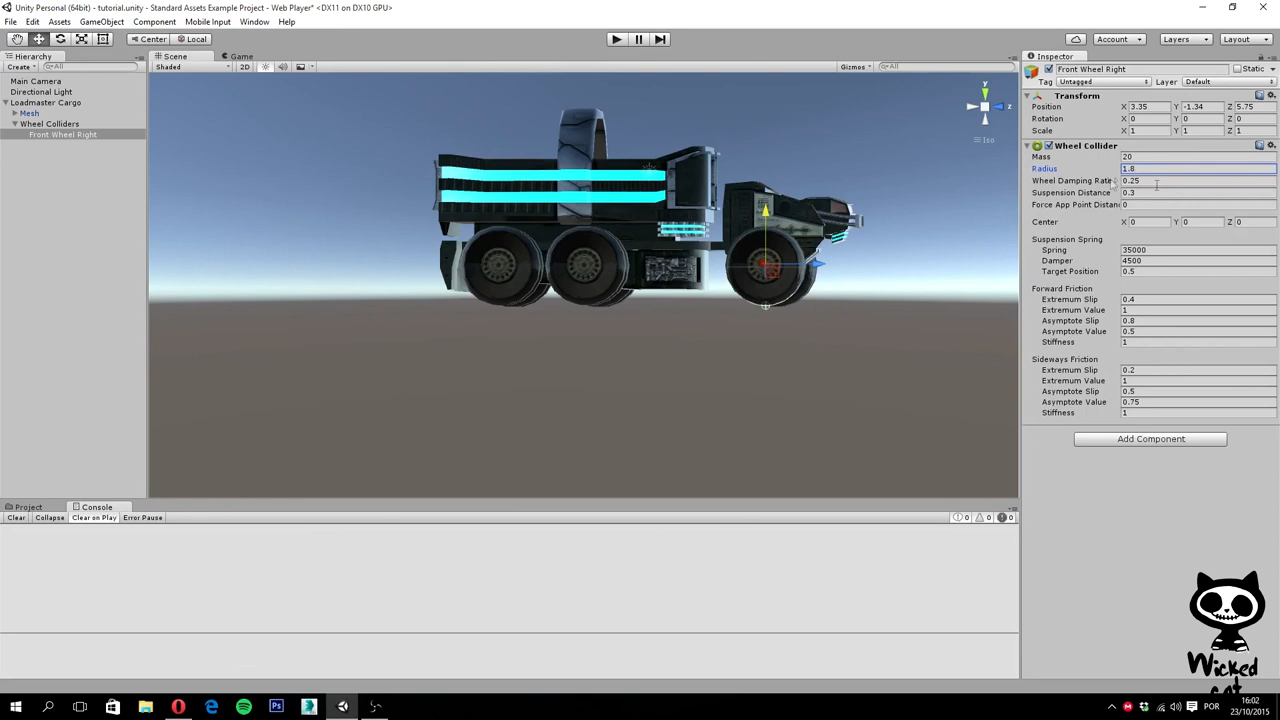 Unity Personal (64bit) - tutorial.unity - Standard Assets Example Project - Web Player* <DX11 on DX10 GPU>
File Edit Assets GameObject Component Mobile Input Window Help
Center Local Account Layers Layout
Hierarchy Scene Game Inspector
Create All Shaded 2D Gizmos All
Front Wheel Right Static
Tag Untagged Layer Default
Main Camera
Directional Light
Loadmaster Cargo
Mesh
Wheel Colliders
Front Wheel Right
y
z
Iso
Transform
Position X 3.35 Y -1.34 Z 5.75
Rotation X 0 Y 0 Z 0
Scale X 1 Y 1 Z 1
Wheel Collider
Mass 20
Radius 1.8
Wheel Damping Rate 0.25
Suspension Distance 0.3
Force App Point Distanc 0
Center X 0 Y 0 Z 0
Suspension Spring
Spring 35000
Damper 4500
Target Position 0.5
Forward Friction
Extremum Slip 0.4
Extremum Value 1
Asymptote Slip 0.8
Asymptote Value 0.5
Stiffness 1
Sideways Friction
Extremum Slip 0.2
Extremum Value 1
Asymptote Slip 0.5
Asymptote Value 0.75
Stiffness 1
Add Component
Project Console
Clear Collapse Clear on Play Error Pause 0 0 0
Wicked
cat
POR
16:02
23/10/2015